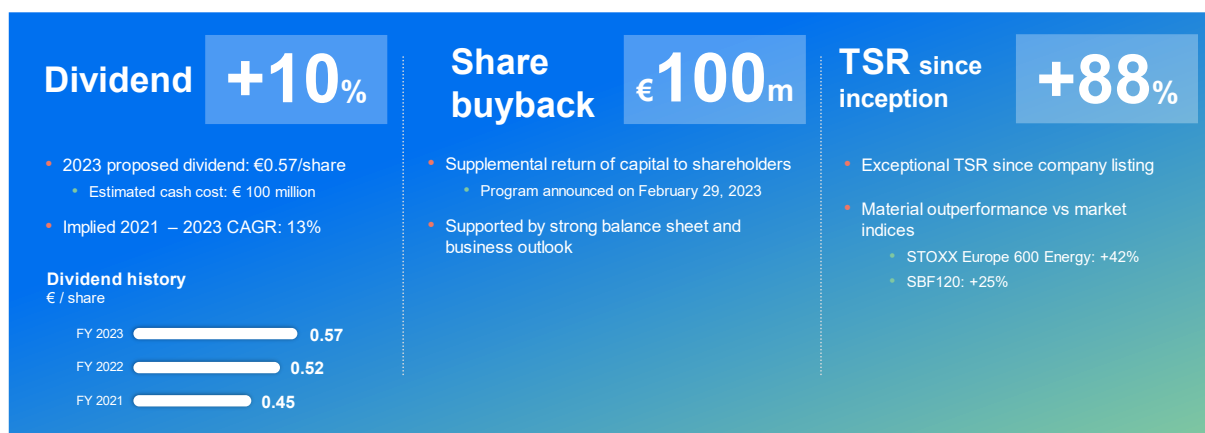 Dividend +10%
• 2023 proposed dividend: €0.57/share
• Estimated cash cost: € 100 million
• Implied 2021 – 2023 CAGR: 13%
Dividend history
€ / share
FY 2023 0.57
FY 2022 0.52
FY 2021 0.45
Share
buyback
€100m
• Supplemental return of capital to shareholders
• Program announced on February 29, 2023
• Supported by strong balance sheet and
business outlook
TSR since
inception
+88%
• Exceptional TSR since company listing
• Material outperformance vs market
indices
• STOXX Europe 600 Energy: +42%
• SBF120: +25%